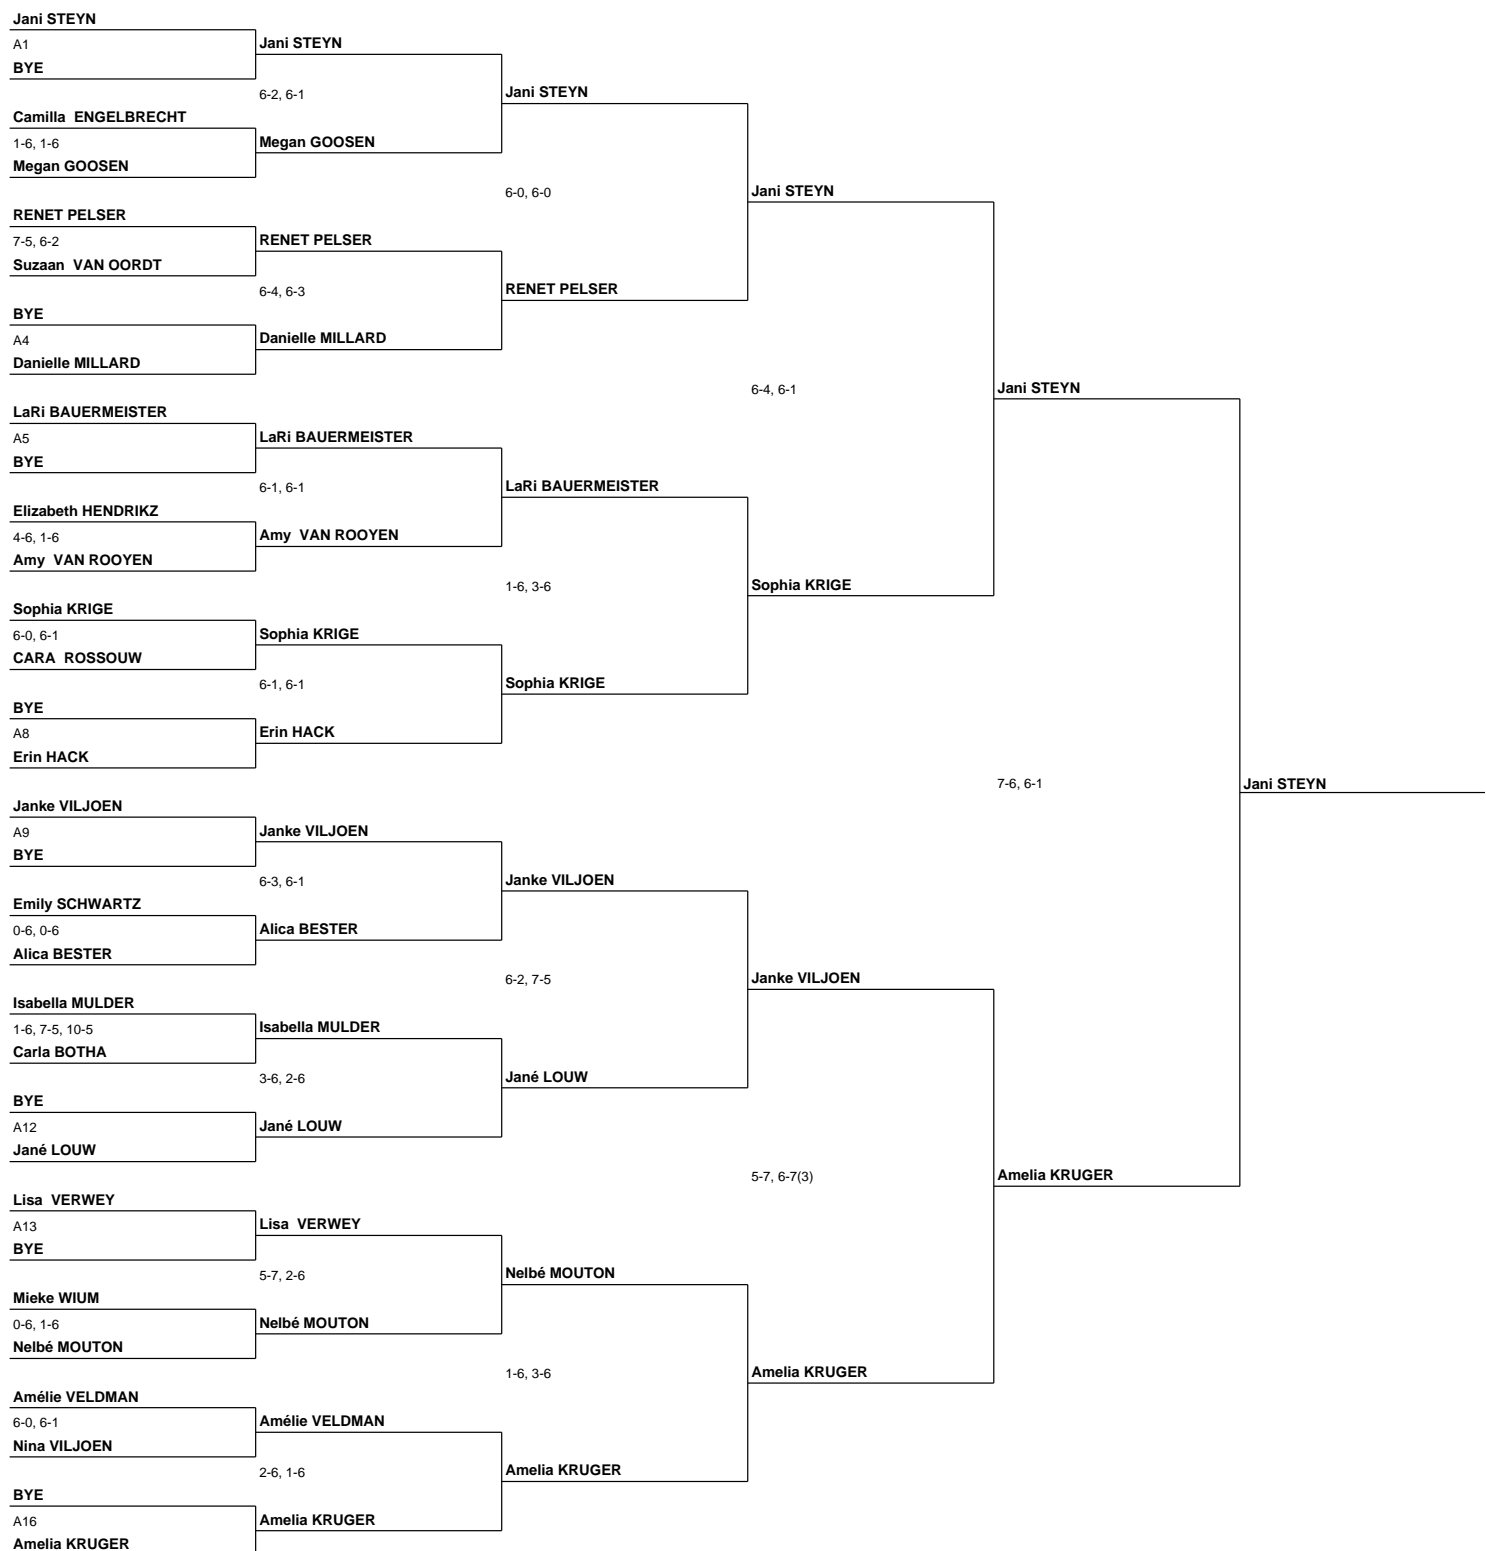 Jani STEYN
A1
BYE
Camilla  ENGELBRECHT
1-6, 1-6
Megan GOOSEN
RENET PELSER
7-5, 6-2
Suzaan  VAN OORDT
BYE
A4
Danielle MILLARD
LaRi BAUERMEISTER
A5
BYE
Elizabeth HENDRIKZ
4-6, 1-6
Amy  VAN ROOYEN
Sophia KRIGE
6-0, 6-1
CARA  ROSSOUW
BYE
A8
Erin HACK
Janke VILJOEN
A9
BYE
Emily SCHWARTZ
0-6, 0-6
Alica BESTER
Isabella MULDER
1-6, 7-5, 10-5
Carla BOTHA
BYE
A12
Jané LOUW
Lisa  VERWEY
A13
BYE
Mieke WIUM
0-6, 1-6
Nelbé MOUTON
Amélie VELDMAN
6-0, 6-1
Nina VILJOEN
BYE
A16
Amelia KRUGER
Jani STEYN
6-2, 6-1
Megan GOOSEN
RENET PELSER
6-4, 6-3
Danielle MILLARD
LaRi BAUERMEISTER
6-1, 6-1
Amy  VAN ROOYEN
Sophia KRIGE
6-1, 6-1
Erin HACK
Janke VILJOEN
6-3, 6-1
Alica BESTER
Isabella MULDER
3-6, 2-6
Jané LOUW
Lisa  VERWEY
5-7, 2-6
Nelbé MOUTON
Amélie VELDMAN
2-6, 1-6
Amelia KRUGER
Jani STEYN
6-0, 6-0
RENET PELSER
LaRi BAUERMEISTER
1-6, 3-6
Sophia KRIGE
Janke VILJOEN
6-2, 7-5
Jané LOUW
Nelbé MOUTON
1-6, 3-6
Amelia KRUGER
Jani STEYN
6-4, 6-1
Sophia KRIGE
Janke VILJOEN
5-7, 6-7(3)
Amelia KRUGER
Jani STEYN
7-6, 6-1
Amelia KRUGER
Jani STEYN